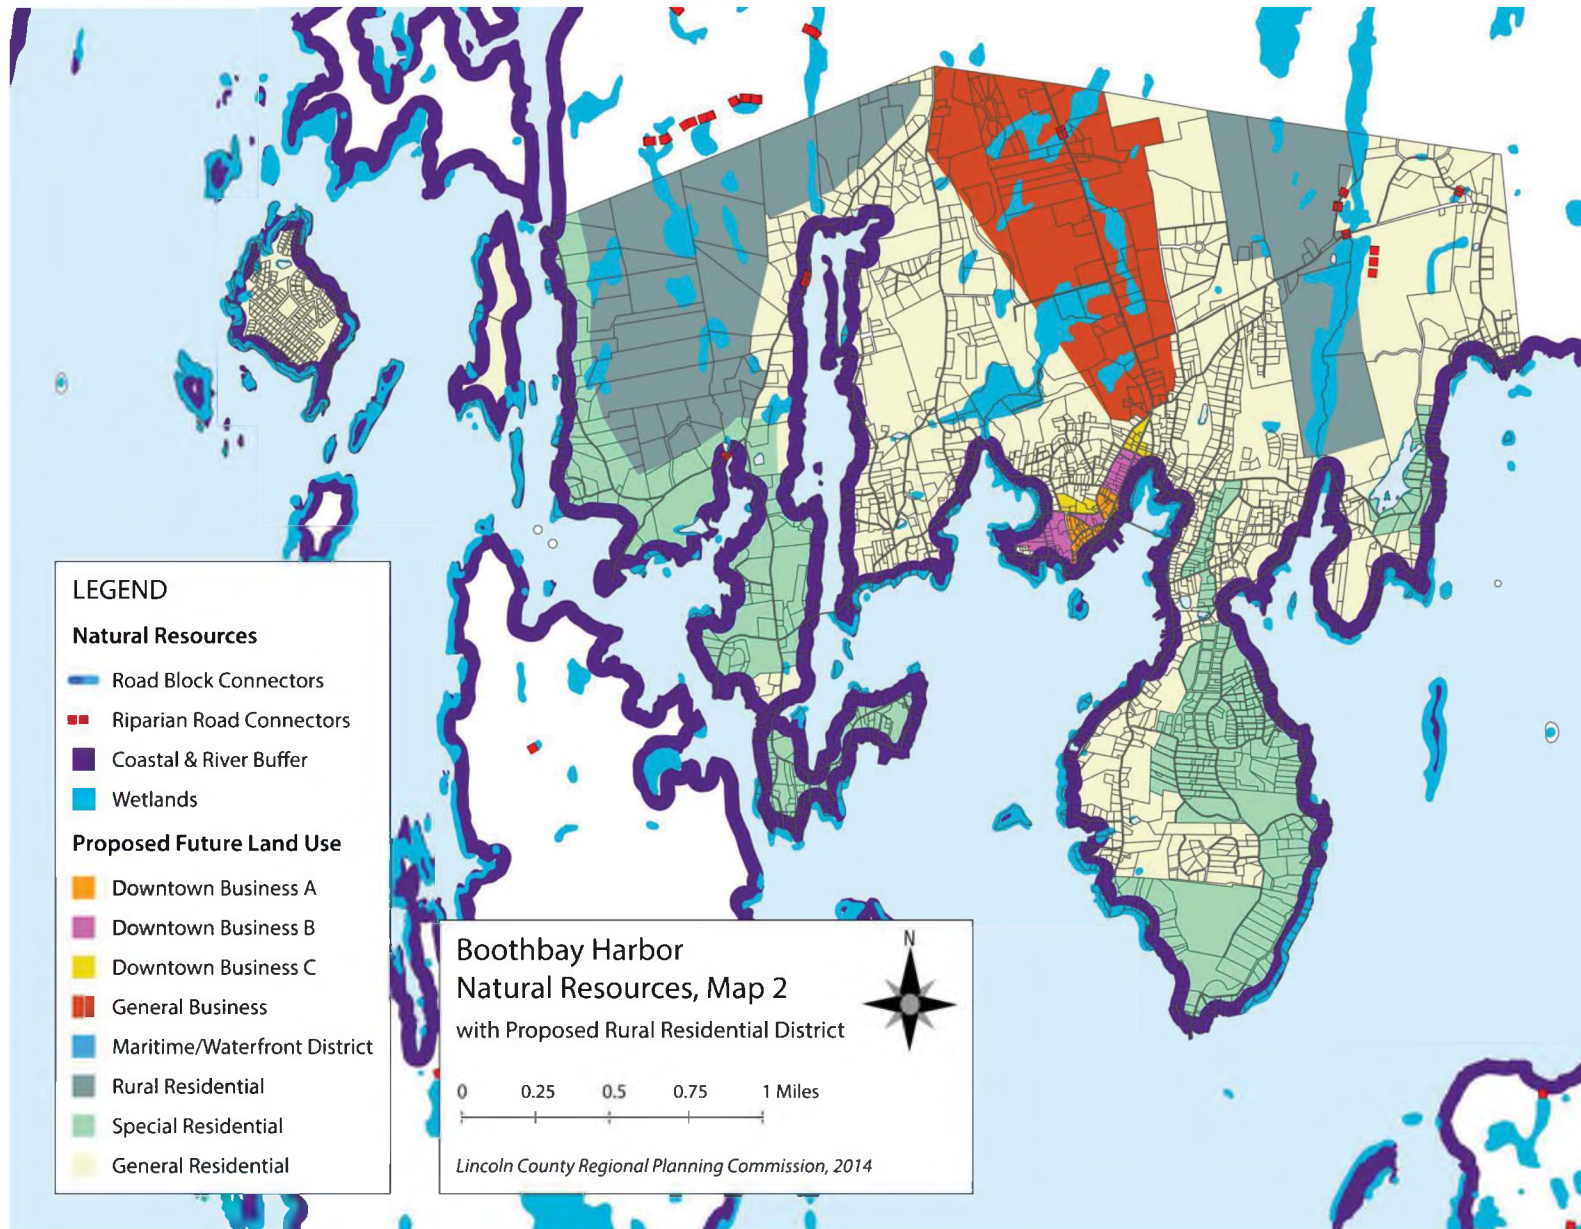 LEGEND
Natural Resources
Road Block Connectors
Riparian Road Connectors
Coastal & River Buffer
Wetlands
Proposed Future Land Use
Downtown Business A
Downtown Business B
Downtown Business C
General Business
Maritime/Waterfront District
Rural Residential
Special Residential
General Residential
Boothbay Harbor
Natural Resources, Map 2
with Proposed Rural Residential District
N
0 0.25 0.5 0.75 1 Miles
Lincoln County Regional Planning Commission, 2014